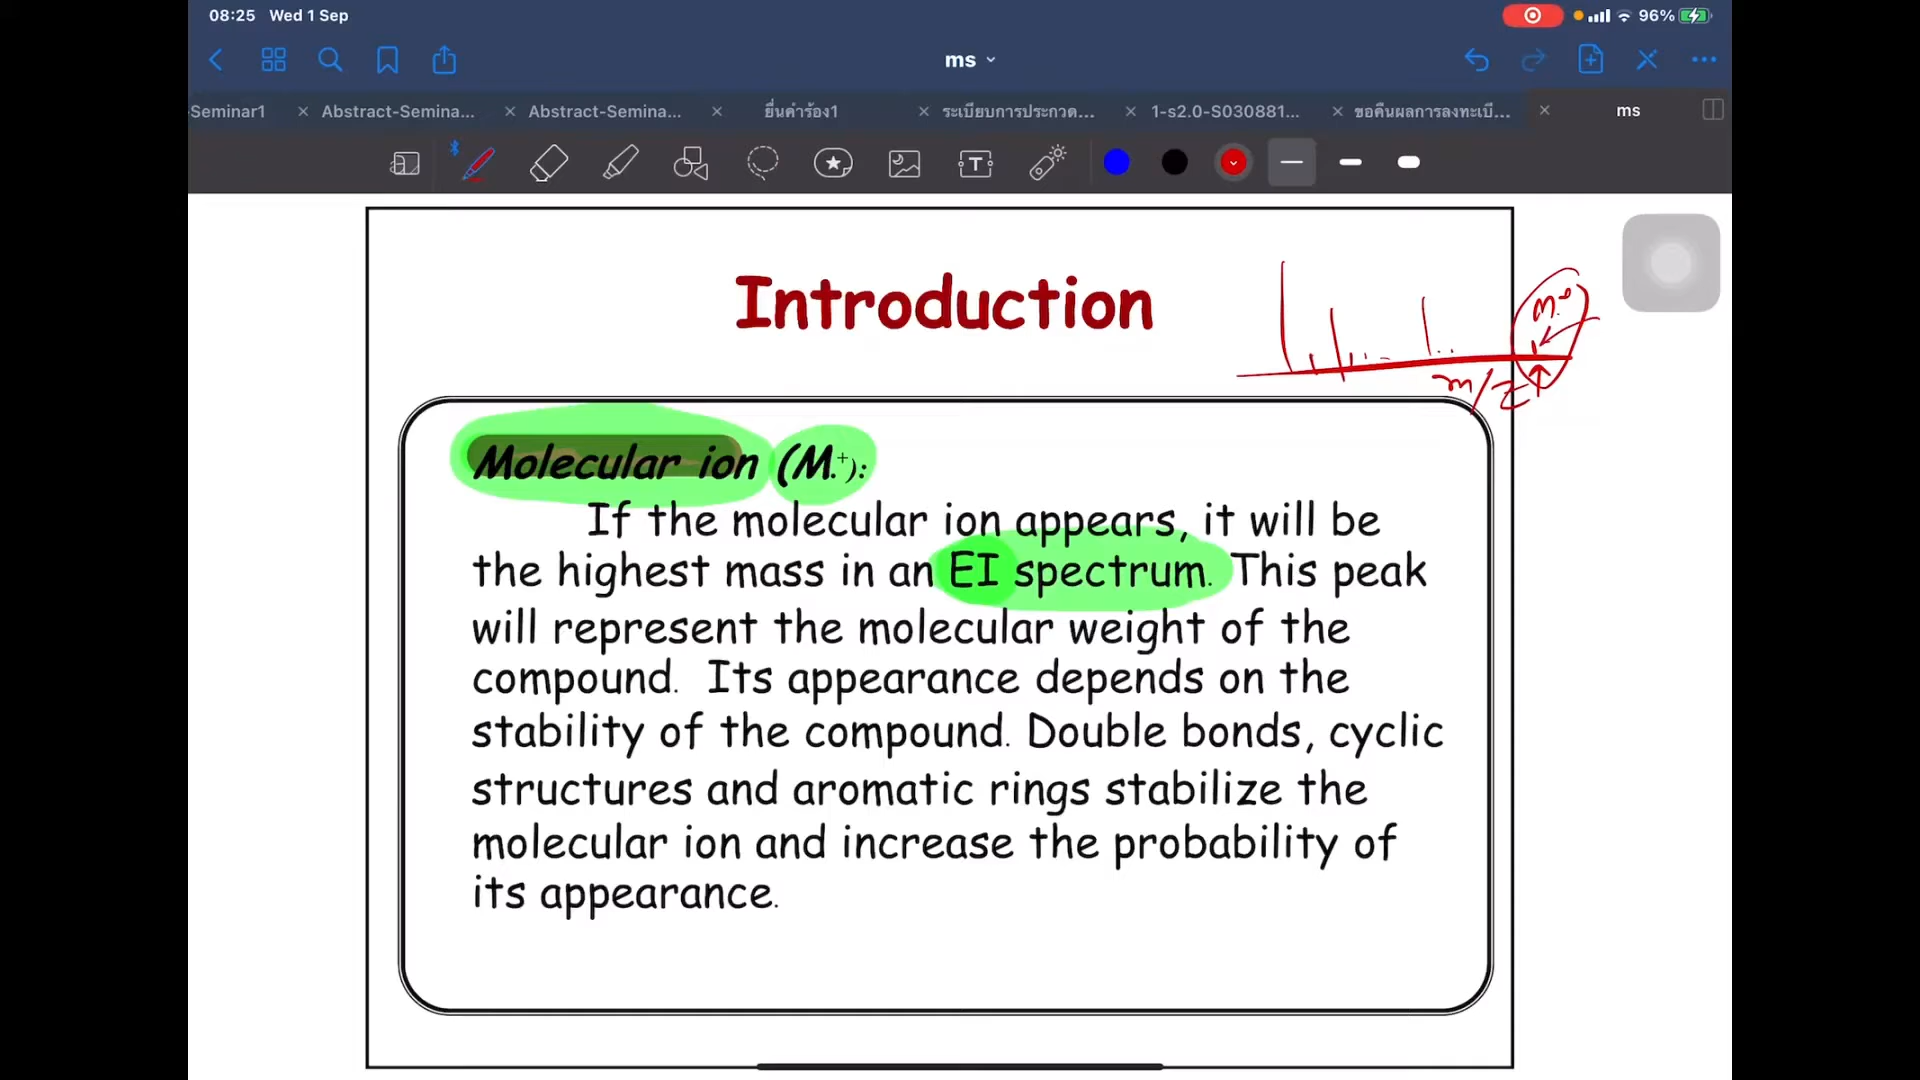 08:25 Wed 1 Sep
96%
ms
Seminar1
Abstract-Semina...
Abstract-Semina...
ยื่นคำร้อง1
ระเบียบการประกวด...
1-s2.0-S030881...
ขอคืนผลการลงทะเบี...
ms
T
Introduction
m/z
Molecular ion (M.+):
If the molecular ion appears, it will be
the highest mass in an EI spectrum. This peak
will represent the molecular weight of the
compound. Its appearance depends on the
stability of the compound. Double bonds, cyclic
structures and aromatic rings stabilize the
molecular ion and increase the probability of
its appearance.